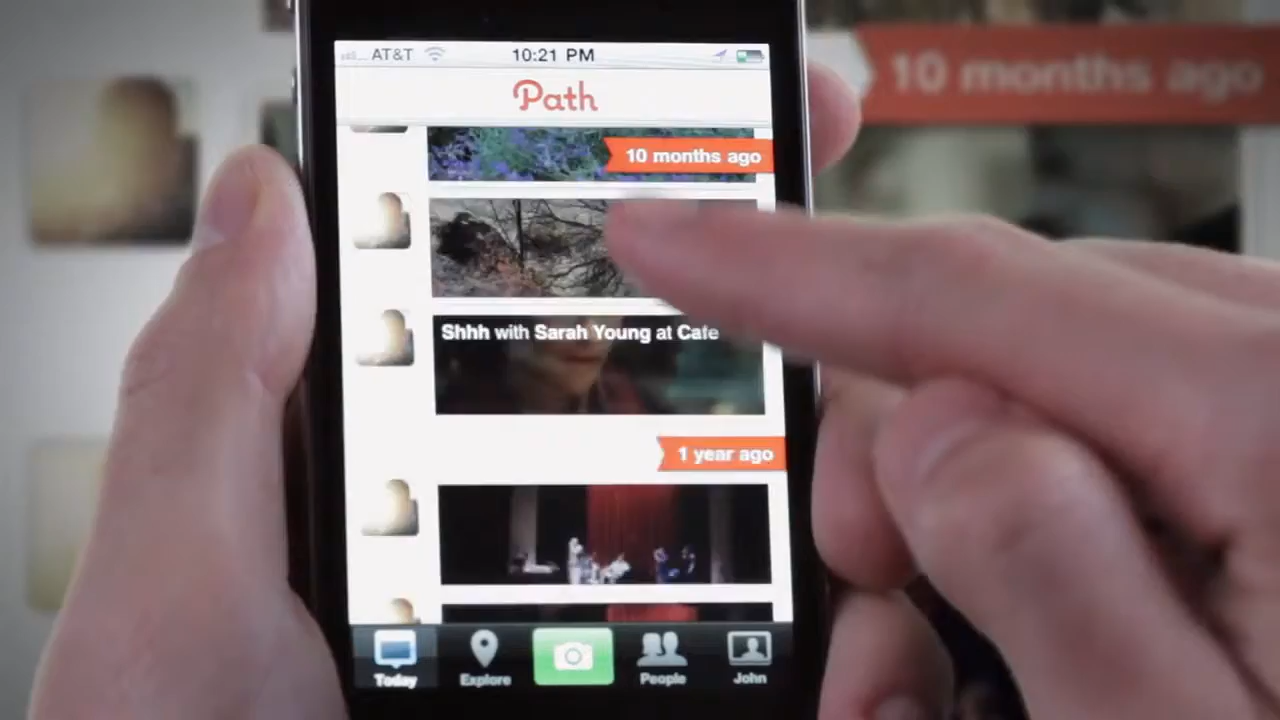 AT&T 10:21 PM
Path
10 months ago
10 months ago
Shhh with Sarah Young at Cafe
1 year ago
Today Explore People John